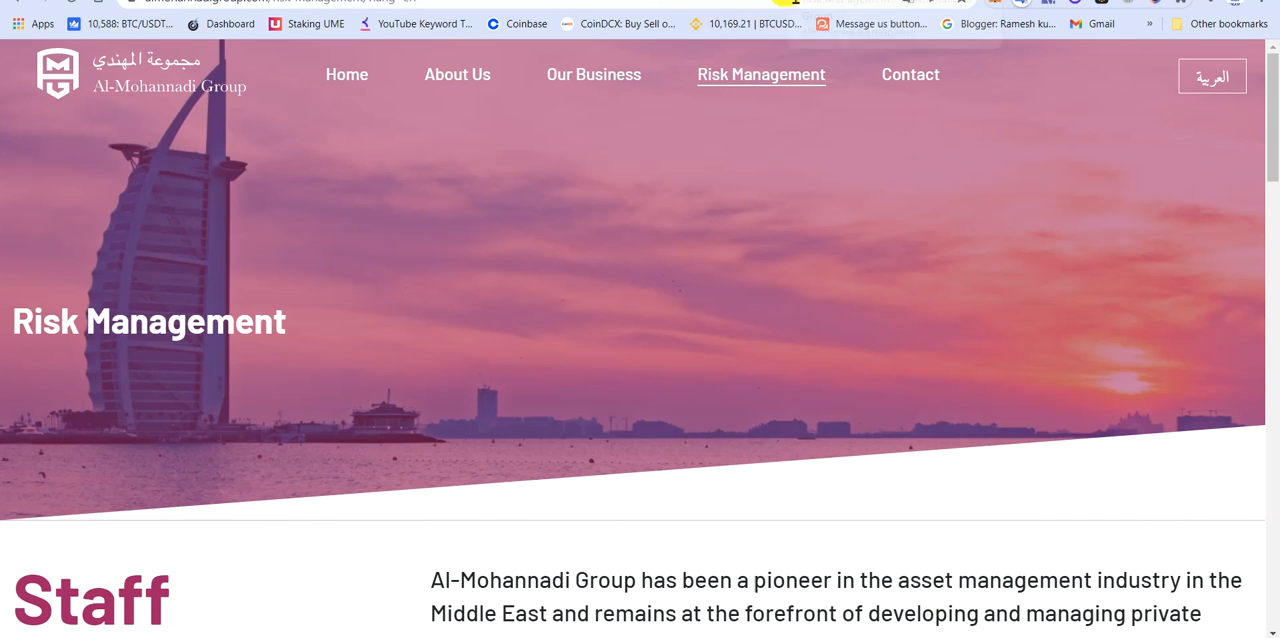 Apps
10,588: BTC/USDT...
Dashboard
Staking UME
YouTube Keyword T...
Coinbase
CoinDCX: Buy Sell o...
10,169.21 | BTCUSD...
Message us button...
Blogger: Ramesh ku...
Gmail
»
Other bookmarks
مجموعة المهندي
Al-Mohannadi Group
Home
About Us
Our Business
Risk Management
Contact
العربية
Risk Management
Staff
Al-Mohannadi Group has been a pioneer in the asset management industry in the
Middle East and remains at the forefront of developing and managing private